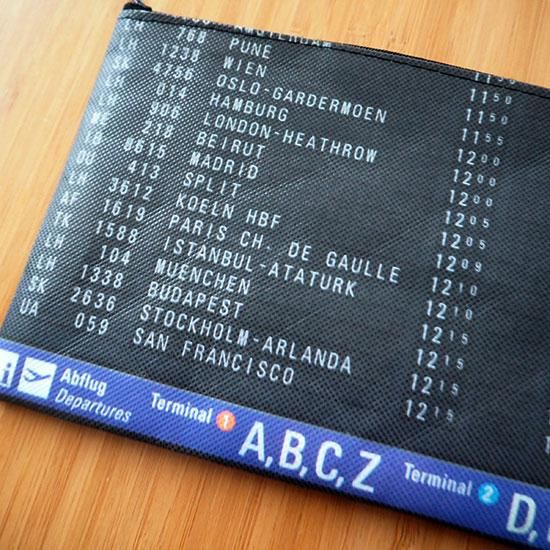 AMSTERDAM
LH 768 PUNE 11 50
LH 1238 WIEN 11 50
SK 4756 OSLO-GARDERMOEN 11 55
014 HAMBURG 12 00
LH 906 LONDON-HEATHROW 12 00
ME 218 BEIRUT 12 00
8615 MADRID 12 05
OU 413 SPLIT 12 05
LH 3612 KOELN HBF 12 09
AF 1619 PARIS CH. DE GAULLE 12 10
TK 1588 ISTANBUL-ATATURK 12 10
LH 104 MUENCHEN 12 15
LH 1338 BUDAPEST 12 15
SK 2636 STOCKHOLM-ARLANDA 12 15
UA 059 SAN FRANCISCO 12 15
i Abflug
Departures
Terminal 1 A,B,C,Z Terminal 2 D,